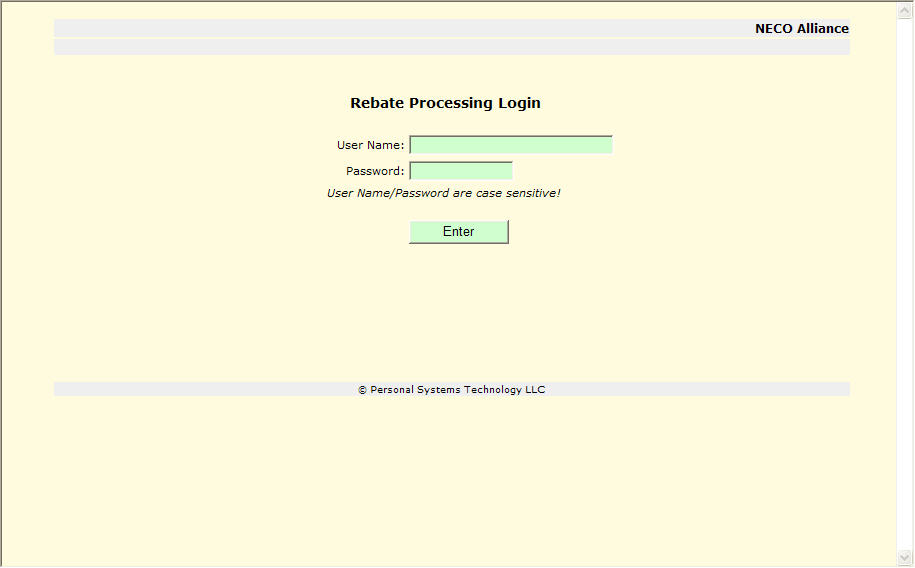 NECO Alliance
Rebate Processing Login
User Name:
Password:
User Name/Password are case sensitive!
Enter
© Personal Systems Technology LLC